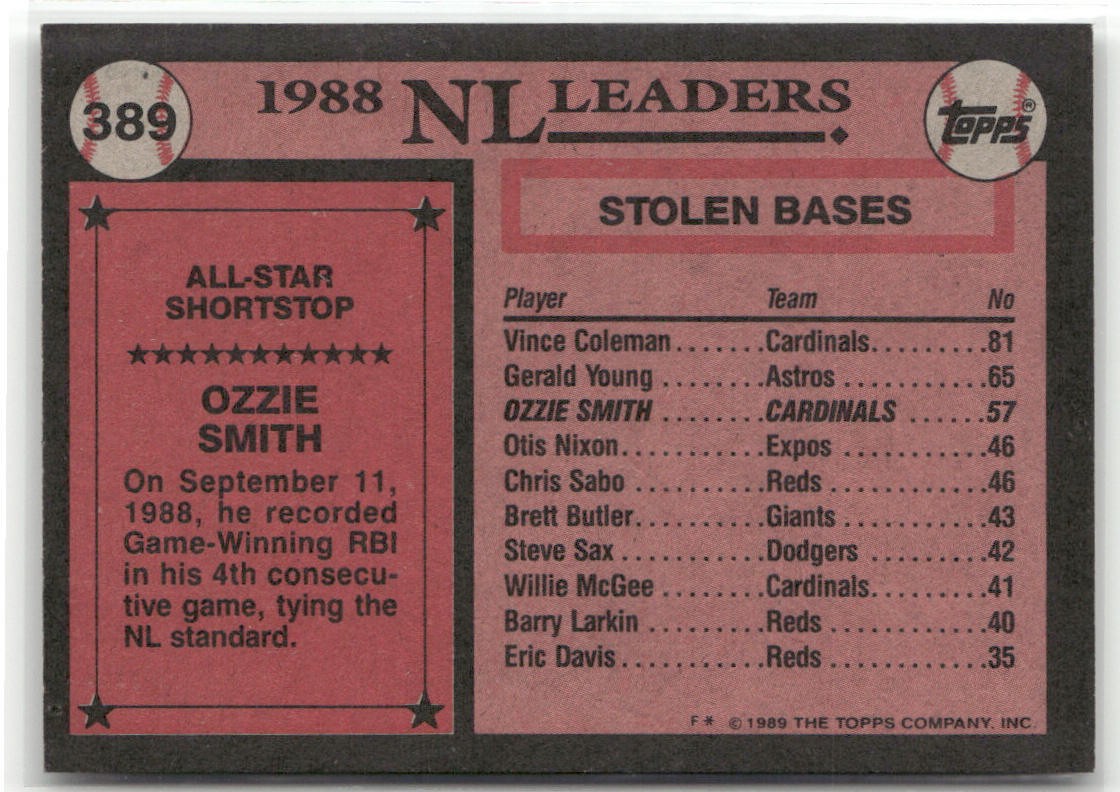 389
1988 NL LEADERS
TOPPS®
ALL-STAR
SHORTSTOP
★★★★★★★★★★★
OZZIE
SMITH
On September 11,
1988, he recorded
Game-Winning RBI
in his 4th consecu-
tive game, tying the
NL standard.
STOLEN BASES
Player Team No
Vince Coleman.......Cardinals.........81
Gerald Young .......Astros ............65
OZZIE SMITH .......CARDINALS ......57
Otis Nixon...........Expos ............46
Chris Sabo ..........Reds .............46
Brett Butler..........Giants ...........43
Steve Sax ...........Dodgers .........42
Willie McGee ........Cardinals.........41
Barry Larkin .........Reds .............40
Eric Davis............Reds .............35
F* © 1989 THE TOPPS COMPANY, INC.